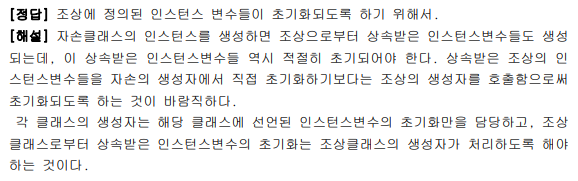 [정답] 조상에 정의된 인스턴스 변수들이 초기화되도록 하기 위해서.
[해설] 자손클래스의 인스턴스를 생성하면 조상으로부터 상속받은 인스턴스변수들도 생성
되는데, 이 상속받은 인스턴스변수들 역시 적절히 초기화되어야 한다. 상속받은 조상의 인
스턴스변수들을 자손의 생성자에서 직접 초기화하기보다는 조상의 생성자를 호출함으로써
초기화되도록 하는 것이 바람직하다.
각 클래스의 생성자는 해당 클래스에 선언된 인스턴스변수의 초기화만을 담당하고, 조상
클래스로부터 상속받은 인스턴스변수의 초기화는 조상클래스의 생성자가 처리하도록 해야
하는 것이다.